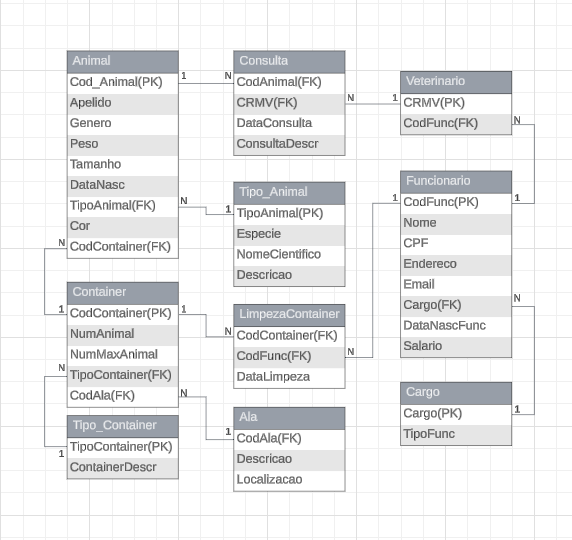 Animal
Cod_Animal(PK)
Apelido
Genero
Peso
Tamanho
DataNasc
TipoAnimal(FK)
Cor
CodContainer(FK)
1
N
N
N
Consulta
CodAnimal(FK)
CRMV(FK)
DataConsulta
ConsultaDescr
N
1
Veterinario
CRMV(PK)
CodFunc(FK)
N
Tipo_Animal
TipoAnimal(PK)
Especie
NomeCientifico
Descricao
1
Funcionario
CodFunc(PK)
Nome
CPF
Endereco
Email
Cargo(FK)
DataNascFunc
Salario
1
1
N
Container
CodContainer(PK)
NumAnimal
NumMaxAnimal
TipoContainer(FK)
CodAla(FK)
1
1
N
N
LimpezaContainer
CodContainer(FK)
CodFunc(FK)
DataLimpeza
N
N
Cargo
Cargo(PK)
TipoFunc
1
Tipo_Container
TipoContainer(PK)
ContainerDescr
1
Ala
CodAla(FK)
Descricao
Localizacao
1